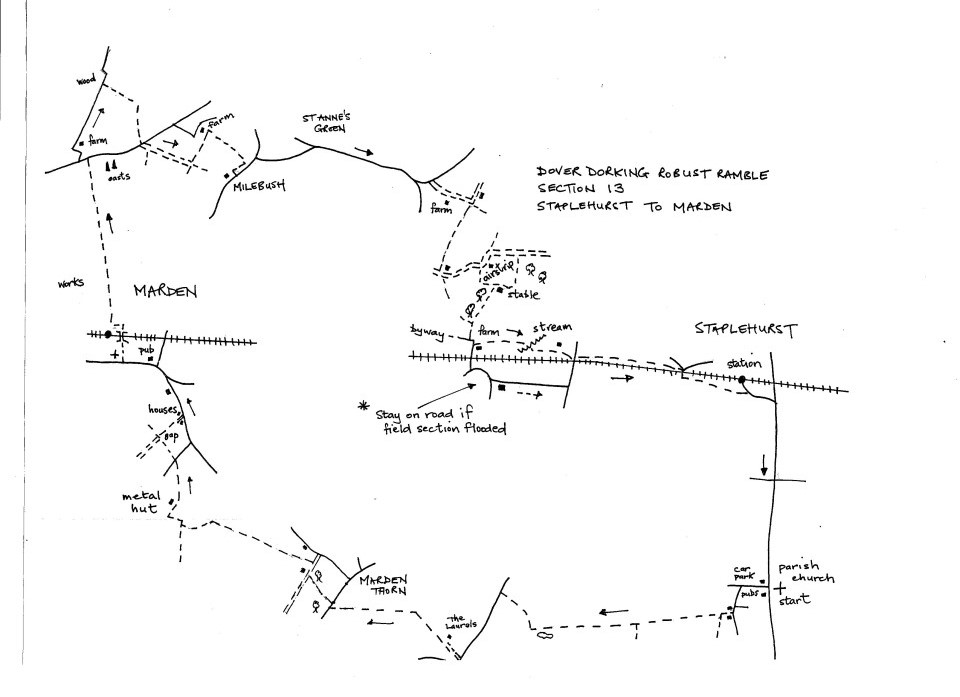 wood
farm
oasts
farm
MILEBUSH
ST ANNE'S
GREEN
farm
DOVER DORKING ROBUST RAMBLE
SECTION 13
STAPLEHURST TO MARDEN
works
MARDEN
pub
airstrip
stable
byway
farm
stream
STAPLEHURST
station
* Stay on road if
field section flooded
houses
gap
metal
hut
MARDEN
THORN
The
Laurels
car
park
pubs
parish
church
start